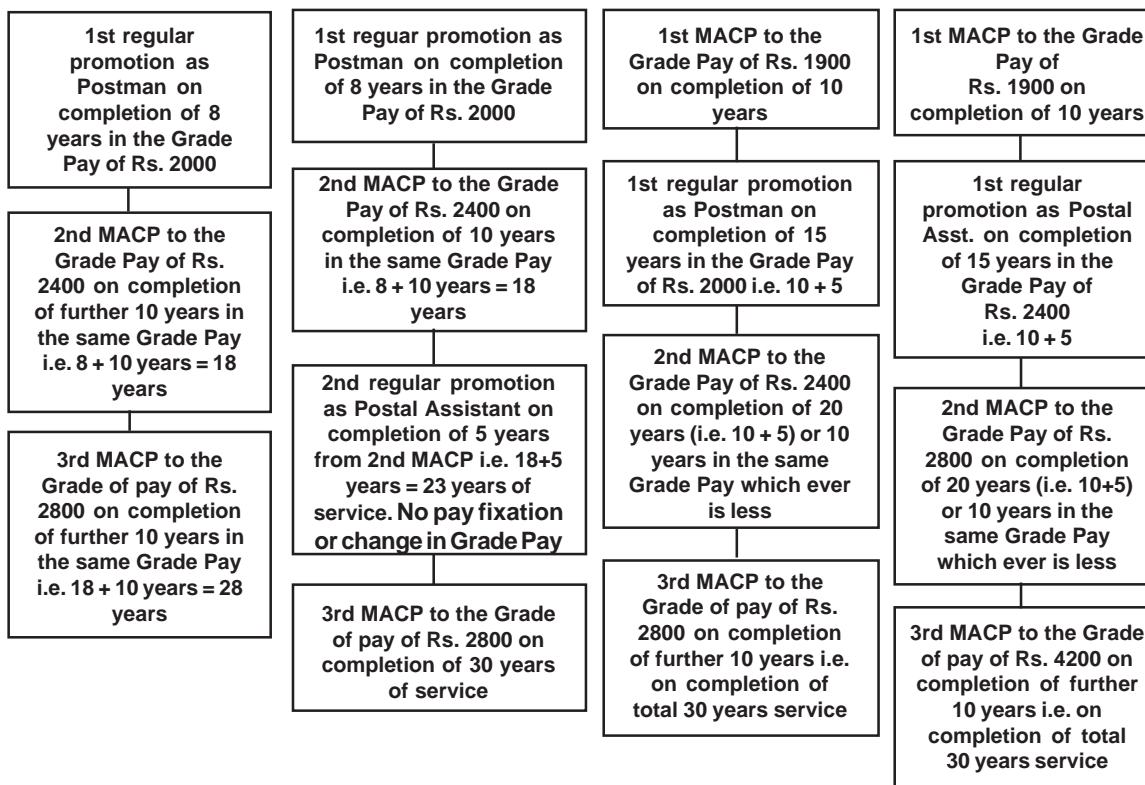 1st regular
promotion as
Postman on
completion of 8
years in the Grade
Pay of Rs. 2000
2nd MACP to the
Grade Pay of Rs.
2400 on completion
of further 10 years in
the same Grade Pay
i.e. 8 + 10 years = 18
years
3rd MACP to the
Grade of pay of Rs.
2800 on completion
of further 10 years in
the same Grade Pay
i.e. 18 + 10 years = 28
years
1st reguar promotion as
Postman on completion
of 8 years in the Grade
Pay of Rs. 2000
2nd MACP to the Grade
Pay of Rs. 2400 on
completion of 10 years
in the same Grade Pay
i.e. 8 + 10 years = 18
years
2nd regular promotion
as Postal Assistant on
completion of 5 years
from 2nd MACP i.e. 18+5
years = 23 years of
service. No pay fixation
or change in Grade Pay
3rd MACP to the Grade
of pay of Rs. 2800 on
completion of 30 years
of service
1st MACP to the
Grade Pay of Rs. 1900
on completion of 10
years
1st regular promotion
as Postman on
completion of 15
years in the Grade Pay
of Rs. 2000 i.e. 10 + 5
2nd MACP to the
Grade Pay of Rs. 2400
on completion of 20
years (i.e. 10 + 5) or 10
years in the same
Grade Pay which ever
is less
3rd MACP to the
Grade of pay of Rs.
2800 on completion
of further 10 years i.e.
on completion of
total 30 years service
1st MACP to the Grade
Pay of
Rs. 1900 on
completion of 10 years
1st regular
promotion as Postal
Asst. on completion
of 15 years in the
Grade Pay of
Rs. 2400
i.e. 10 + 5
2nd MACP to the
Grade Pay of Rs.
2800 on completion
of 20 years (i.e. 10+5)
or 10 years in the
same Grade Pay
which ever is less
3rd MACP to the Grade
of pay of Rs. 4200 on
completion of further
10 years i.e. on
completion of total
30 years service